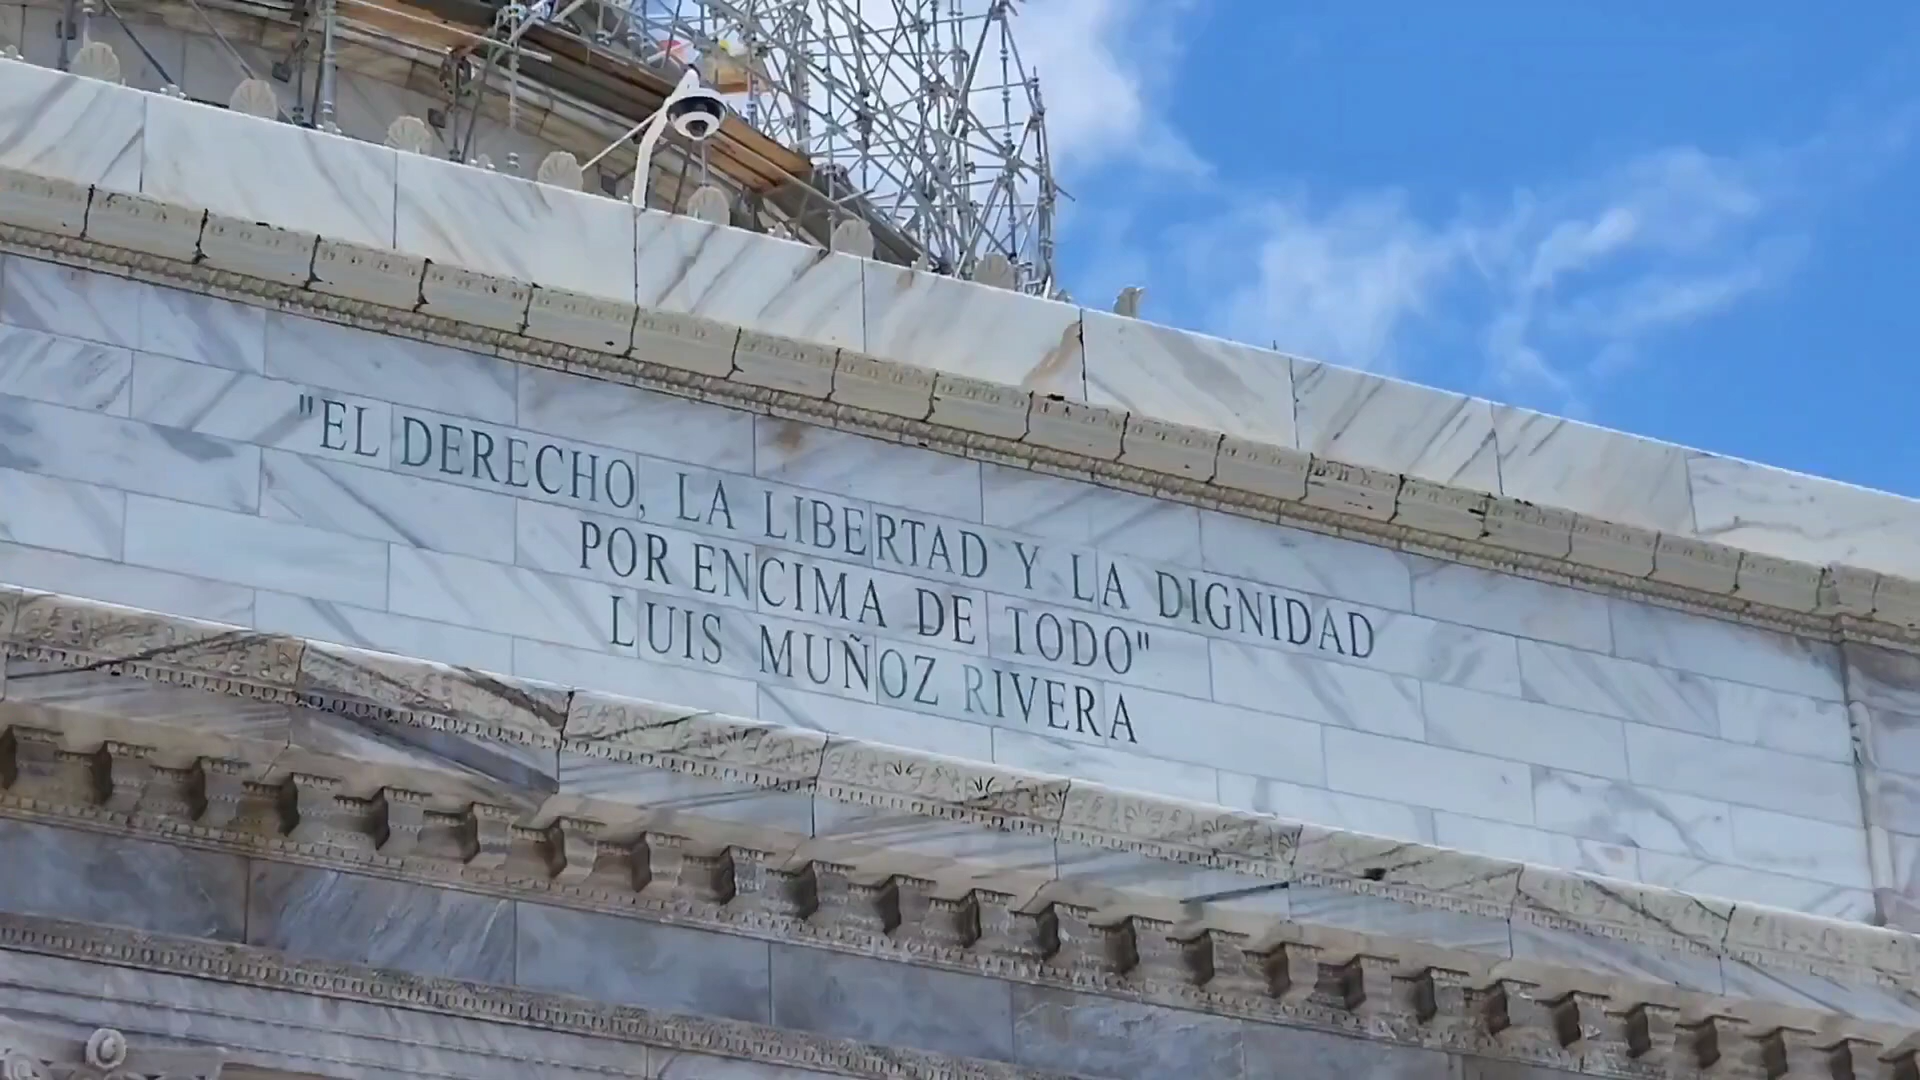 "EL DERECHO, LA LIBERTAD Y LA DIGNIDAD
POR ENCIMA DE TODO"
LUIS MUÑOZ RIVERA